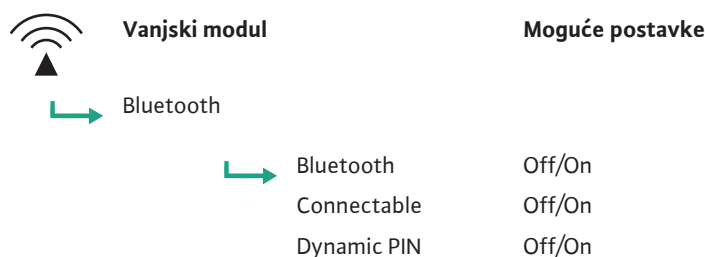 Vanjski modul Moguće postavke
Bluetooth
Bluetooth Off/On
Connectable Off/On
Dynamic PIN Off/On